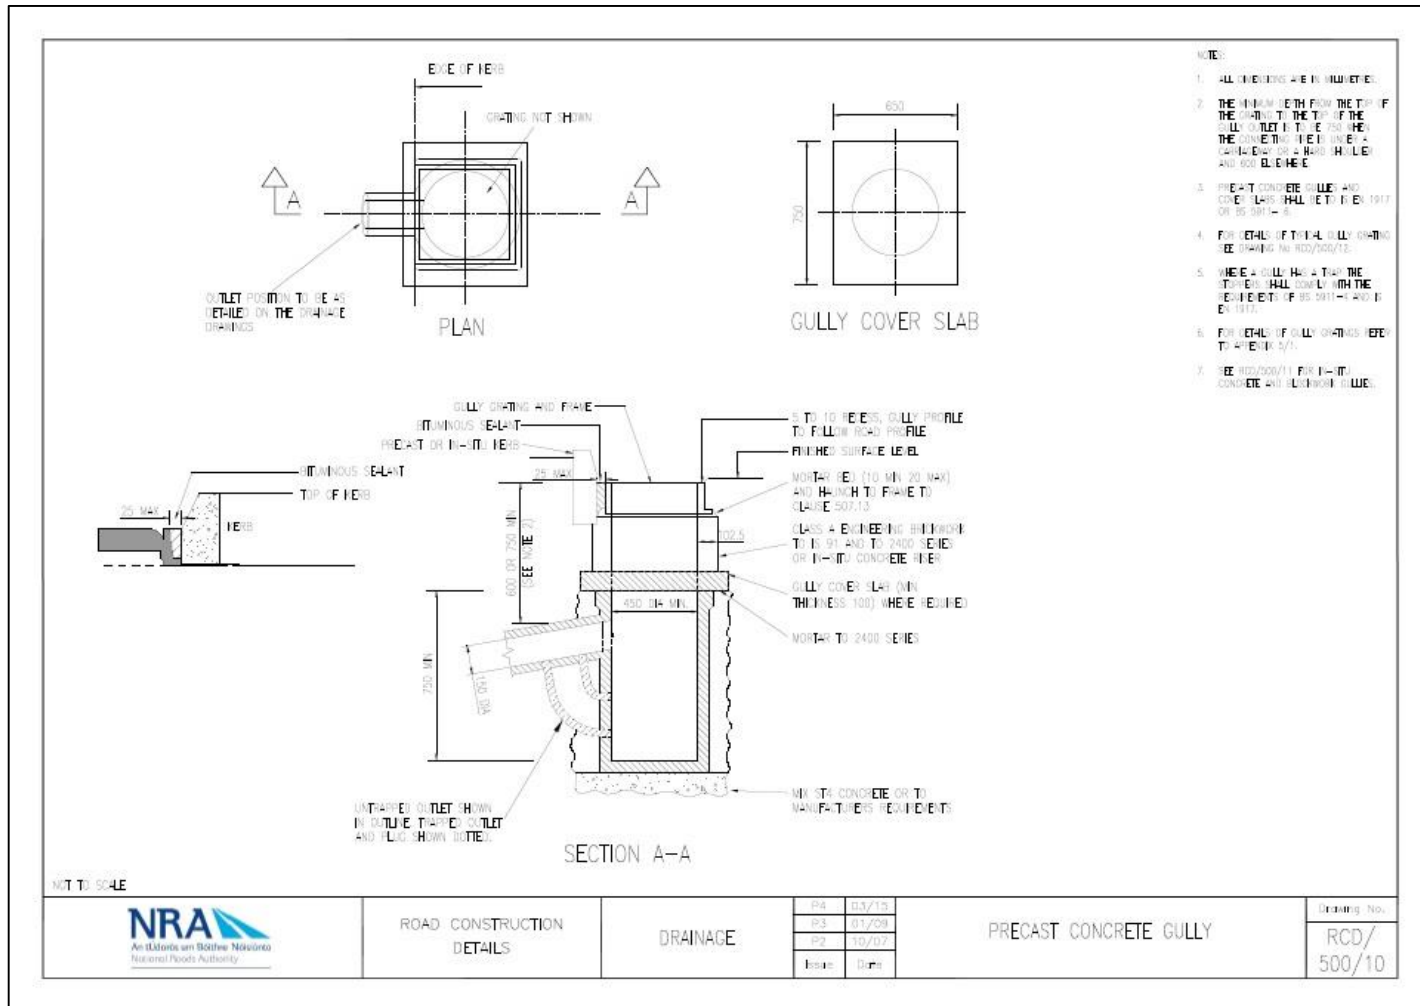 EDGE OF KERB
GRATING NOT SHOWN
A
A
OUTLET POSITION TO BE AS
DETAILED ON THE DRAINAGE
DRAWINGS
PLAN
650
750
GULLY COVER SLAB
NOTES:
1. ALL DIMENSIONS ARE IN MILLIMETRES.
2. THE MINIMUM DEPTH FROM THE TOP OF
THE GRATING TO THE TOP OF THE
GULLY OUTLET IS TO BE 750 WHEN
THE CONNECTING PIPE IS UNDER A
CARRIAGEWAY OR A HARD SHOULDER
AND 600 ELSEWHERE.
3. PRECAST CONCRETE GULLIES AND
COVER SLABS SHALL BE TO IS EN 1917
OR BS 5911- 6.
4. FOR DETAILS OF TYPICAL GULLY GRATING
SEE DRAWING No RCD/500/12.
5. WHERE A GULLY HAS A TRAP THE
STOPPERS SHALL COMPLY WITH THE
REQUIREMENTS OF BS 5911-4 AND IS
EN 1917.
6. FOR DETAILS OF GULLY GRATINGS REFER
TO APPENDIX 5/1.
7. SEE RCD/500/11 FOR IN-SITU
CONCRETE AND BLOCKWORK GULLIES.
BITUMINOUS SEALANT
TOP OF KERB
25 MAX
KERB
GULLY GRATING AND FRAME
BITUMINOUS SEALANT
PRECAST OR IN-SITU KERB
25 MAX
600 OR 750 MIN
(SEE NOTE 2)
750 MIN
150 DIA
450 DIA MIN.
102.5
5 TO 10 RECESS, GULLY PROFILE
TO FOLLOW ROAD PROFILE
FINISHED SURFACE LEVEL
MORTAR BED (10 MIN 20 MAX)
AND HAUNCH TO FRAME TO
CLAUSE 507.13
CLASS A ENGINEERING BRICKWORK
TO IS 91 AND TO 2400 SERIES
OR IN-SITU CONCRETE RISER
GULLY COVER SLAB (MIN.
THICKNESS 100) WHERE REQUIRED
MORTAR TO 2400 SERIES
MIX ST4 CONCRETE OR TO
MANUFACTURERS REQUIREMENTS
UNTRAPPED OUTLET SHOWN
IN OUTLINE. TRAPPED OUTLET
AND PLUG SHOWN DOTTED.
SECTION A-A
NOT TO SCALE
NRA
An tÚdarás um Bóithre Náisiúnta
National Roads Authority
ROAD CONSTRUCTION
DETAILS
DRAINAGE
P4 03/15
P3 01/09
P2 10/07
Issue Date
PRECAST CONCRETE GULLY
Drawing No.
RCD/
500/10